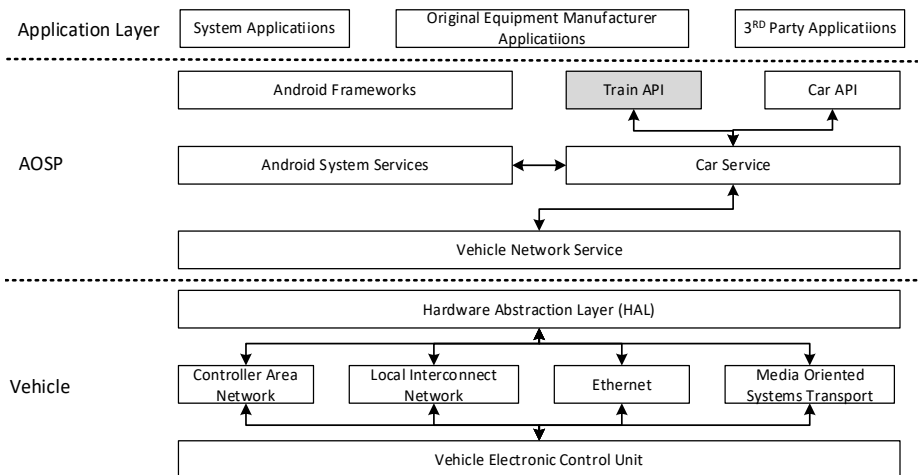 Application Layer
System Applicatiions
Original Equipment Manufacturer
Applicatiions
3RD Party Applicatiions
Android Frameworks
Train API
Car API
AOSP
Android System Services
Car Service
Vehicle Network Service
Hardware Abstraction Layer (HAL)
Vehicle
Controller Area
Network
Local Interconnect
Network
Ethernet
Media Oriented
Systems Transport
Vehicle Electronic Control Unit